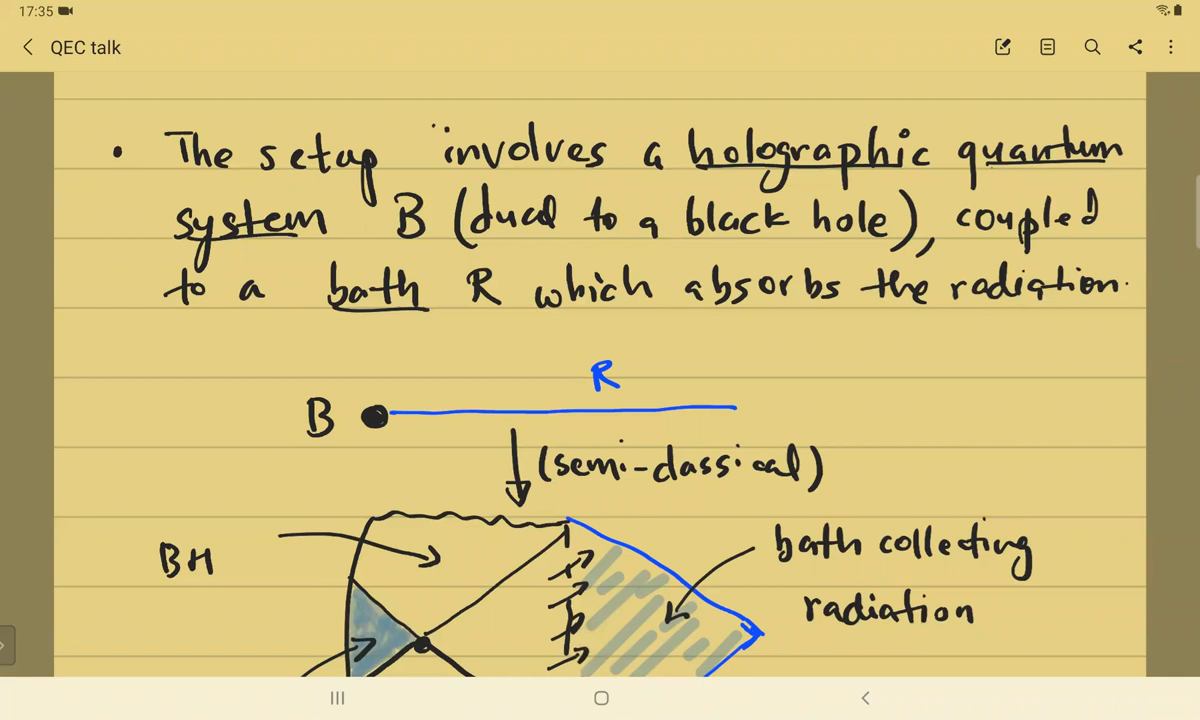 17:35
QEC talk
• The setup involves a holographic quantum
system B (dual to a black hole), coupled
to a bath R which absorbs the radiation.
R
B
(semi-classical)
BH
bath collecting
radiation